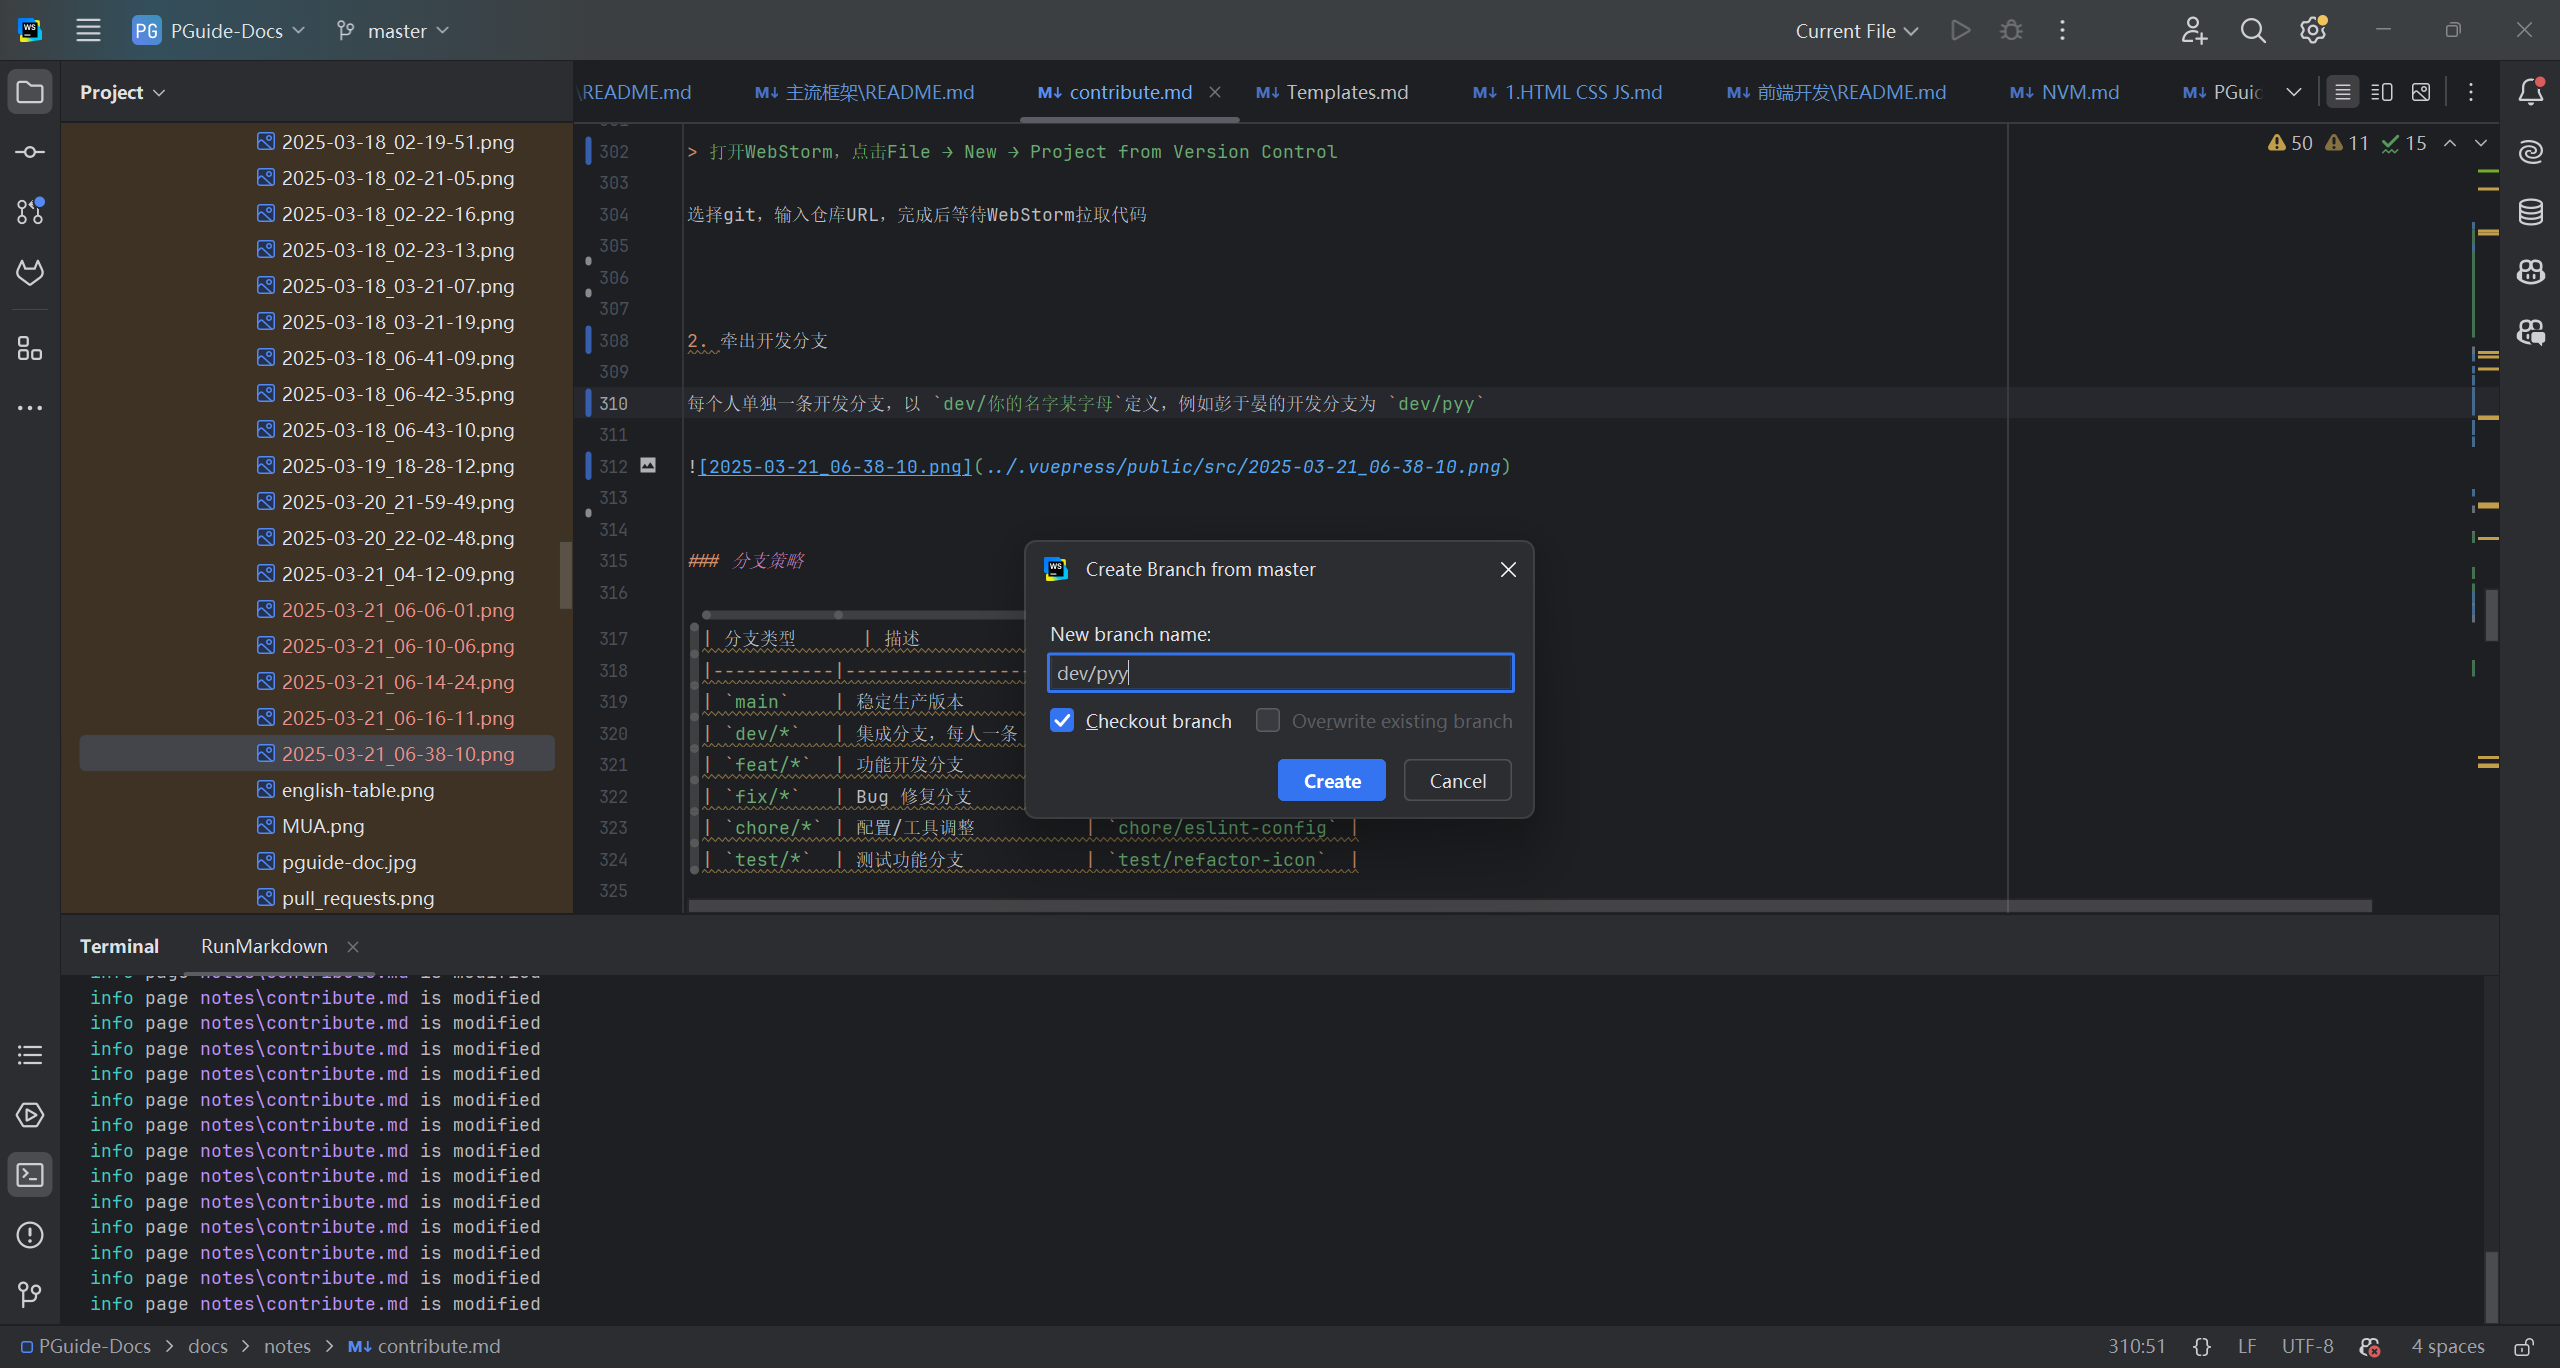 PG PGuide-Docs master Current File
Project
\README.md 主流框架\README.md contribute.md Templates.md 1.HTML CSS JS.md 前端开发\README.md NVM.md PGuid
2025-03-18_02-19-51.png
2025-03-18_02-21-05.png
2025-03-18_02-22-16.png
2025-03-18_02-23-13.png
2025-03-18_03-21-07.png
2025-03-18_03-21-19.png
2025-03-18_06-41-09.png
2025-03-18_06-42-35.png
2025-03-18_06-43-10.png
2025-03-19_18-28-12.png
2025-03-20_21-59-49.png
2025-03-20_22-02-48.png
2025-03-21_04-12-09.png
2025-03-21_06-06-01.png
2025-03-21_06-10-06.png
2025-03-21_06-14-24.png
2025-03-21_06-16-11.png
2025-03-21_06-38-10.png
english-table.png
MUA.png
pguide-doc.jpg
pull_requests.png
50 11 15
302 > 打开WebStorm，点击File → New → Project from Version Control
303
304 选择git，输入仓库URL，完成后等待WebStorm拉取代码
305
306
307
308 2. 牵出开发分支
309
310 每个人单独一条开发分支，以 `dev/你的名字某字母`定义，例如彭于晏的开发分支为 `dev/pyy`
311
312 ![2025-03-21_06-38-10.png](../.vuepress/public/src/2025-03-21_06-38-10.png)
313
314
315 ### 分支策略
316
317 | 分支类型 | 描述
318 |-----------|----------------
319 | `main` | 稳定生产版本
320 | `dev/*` | 集成分支，每人一条
321 | `feat/*` | 功能开发分支
322 | `fix/*` | Bug 修复分支
323 | `chore/*` | 配置/工具调整 | `chore/eslint-config` |
324 | `test/*` | 测试功能分支 | `test/refactor-icon` |
325
Create Branch from master
New branch name:
dev/pyy
Checkout branch Overwrite existing branch
Create Cancel
Terminal RunMarkdown
info page notes\contribute.md is modified
info page notes\contribute.md is modified
info page notes\contribute.md is modified
info page notes\contribute.md is modified
info page notes\contribute.md is modified
info page notes\contribute.md is modified
info page notes\contribute.md is modified
info page notes\contribute.md is modified
info page notes\contribute.md is modified
info page notes\contribute.md is modified
info page notes\contribute.md is modified
info page notes\contribute.md is modified
info page notes\contribute.md is modified
info page notes\contribute.md is modified
PGuide-Docs > docs > notes > contribute.md 310:51 {} LF UTF-8 4 spaces